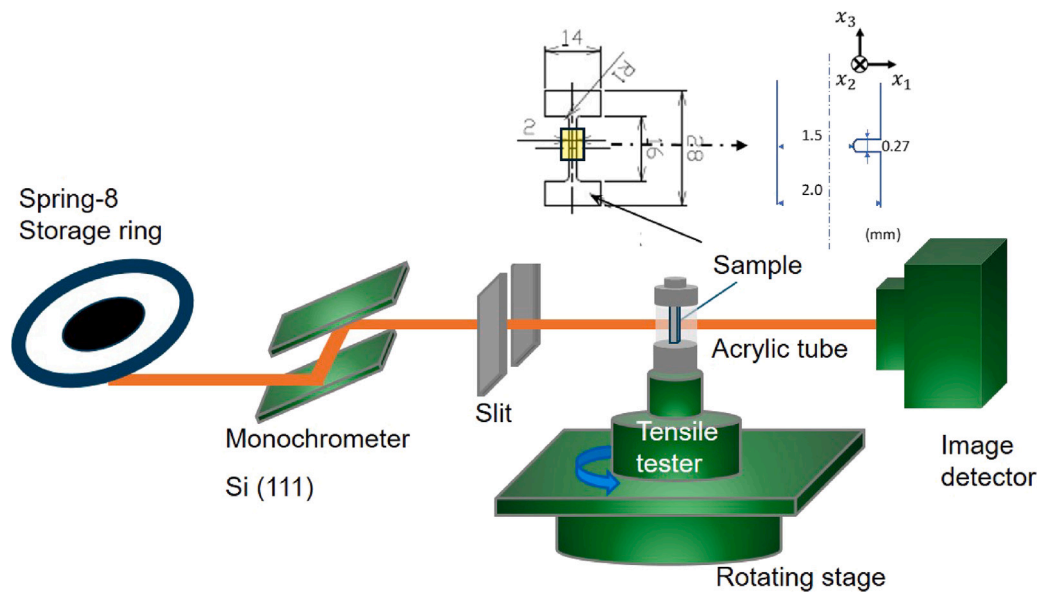 14
R1
2
16
28
x₃
x₂
x₁
1.5
0.27
2.0
(mm)
Spring-8
Storage ring
Sample
Acrylic tube
Slit
Monochrometer
Si (111)
Tensile
tester
Image
detector
Rotating stage